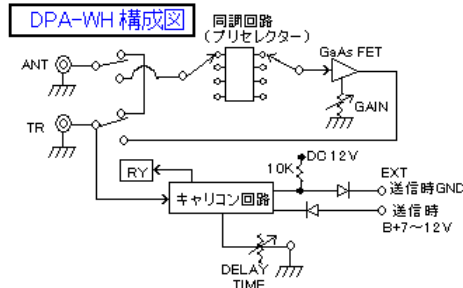 DPA-WH 構成図
同調回路
(プリセレクター)
GaAs FET
ANT
GAIN
TR
DC 12V
10K
RY
EXT
キャリコン回路
送信時GND
送信時
B+7～12V
DELAY
TIME